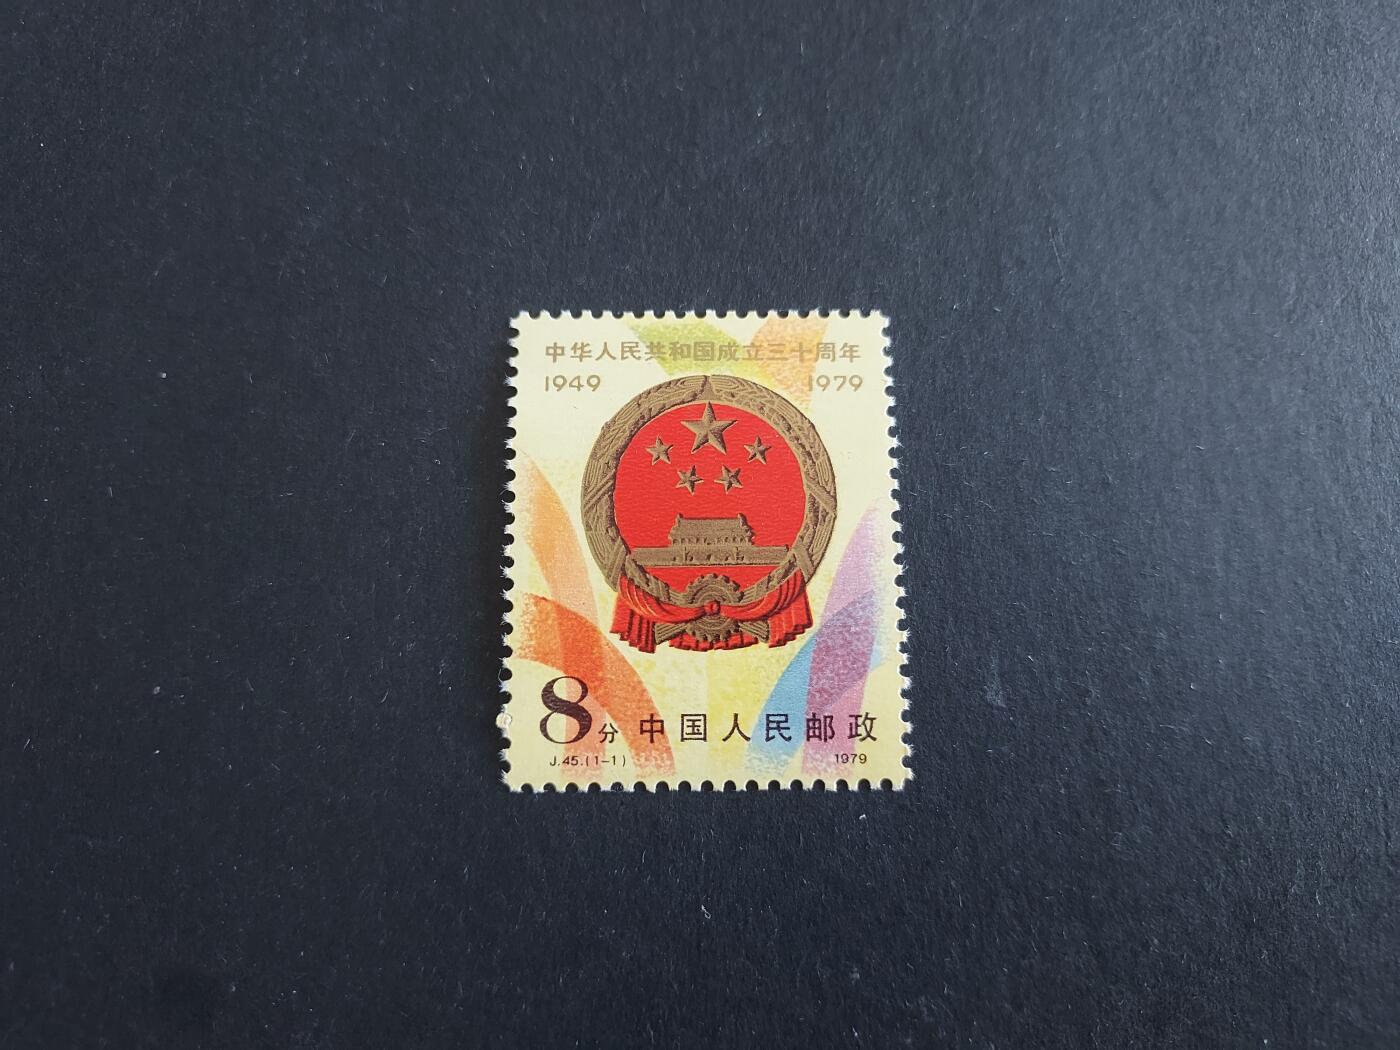 中华人民共和国成立三十周年
1949 1979
8分 中国人民邮政
J.45.(1-1) 1979